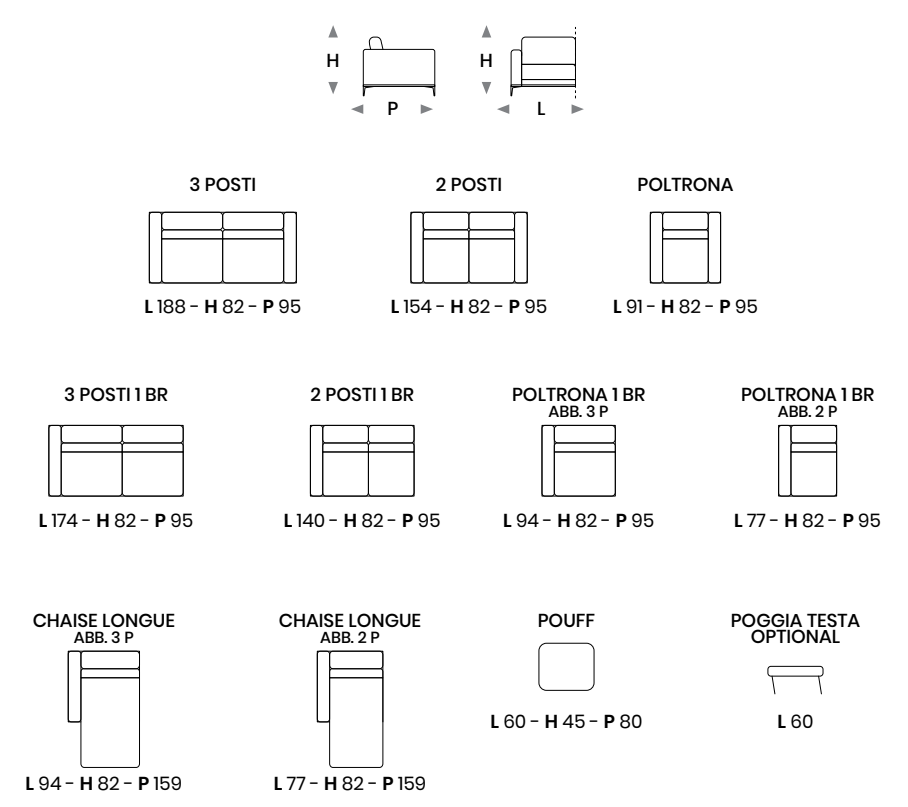 H
H
P
L
3 POSTI
2 POSTI
POLTRONA
L 188 – H 82 – P 95
L 154 – H 82 – P 95
L 91 – H 82 – P 95
3 POSTI 1 BR
2 POSTI 1 BR
POLTRONA 1 BR
ABB. 3 P
POLTRONA 1 BR
ABB. 2 P
L 174 – H 82 – P 95
L 140 – H 82 – P 95
L 94 – H 82 – P 95
L 77 – H 82 – P 95
CHAISE LONGUE
ABB. 3 P
CHAISE LONGUE
ABB. 2 P
POUFF
POGGIA TESTA
OPTIONAL
L 60 – H 45 – P 80
L 60
L 94 – H 82 – P 159
L 77 – H 82 – P 159